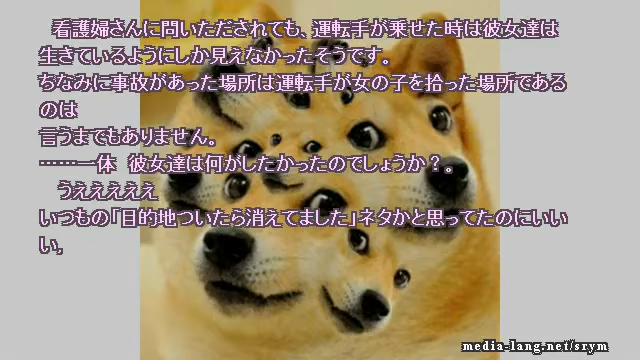 看護婦さんに問いただされても、運転手が乗せた時は彼女達は
生きているようにしか見えなかったそうです。
ちなみに事故があった場所は運転手が女の子を拾った場所である
のは
言うまでもありません。
……一体　彼女達は何がしたかったのでしょうか？。
うえええええ
いつもの「目的地ついたら消えてました」ネタかと思ってたのにいい
い,
media-lang.net/srym